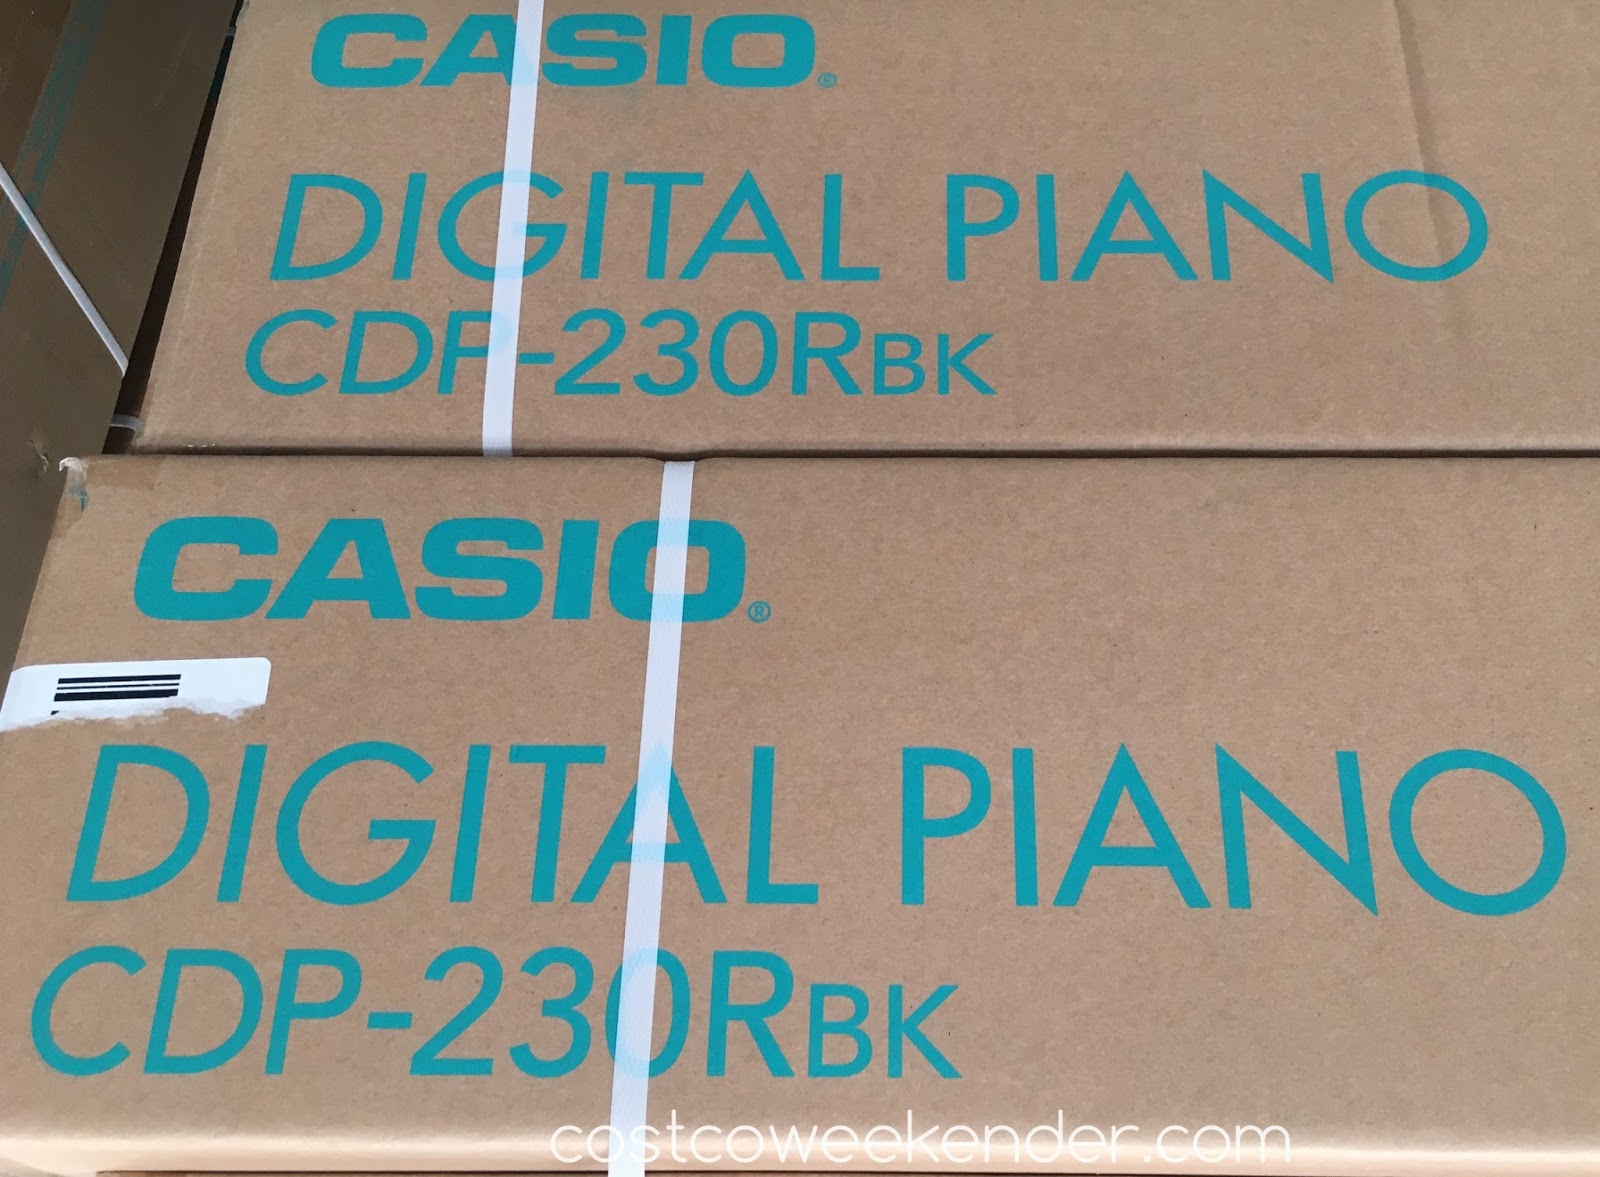 CASIO®
DIGITAL PIANO
CDP-230RBK
CASIO®
DIGITAL PIANO
CDP-230RBK
costcoweekender.com